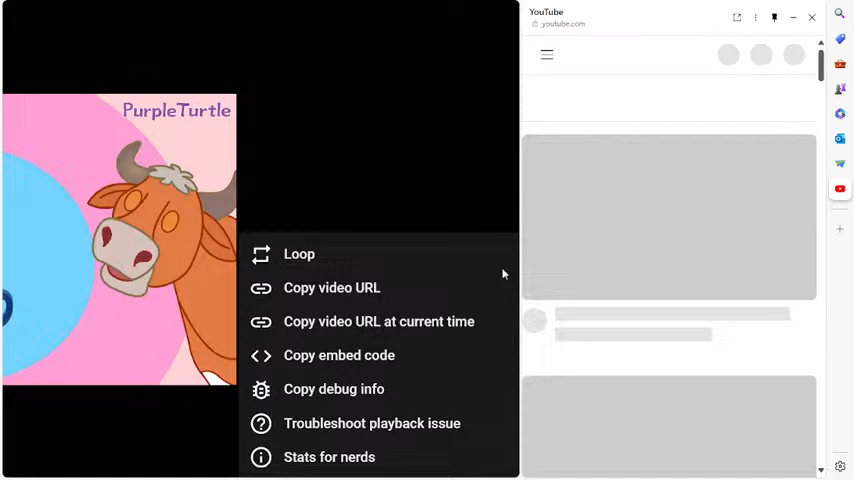 YouTube
youtube.com
PurpleTurtle
Loop
Copy video URL
Copy video URL at current time
Copy embed code
Copy debug info
Troubleshoot playback issue
Stats for nerds